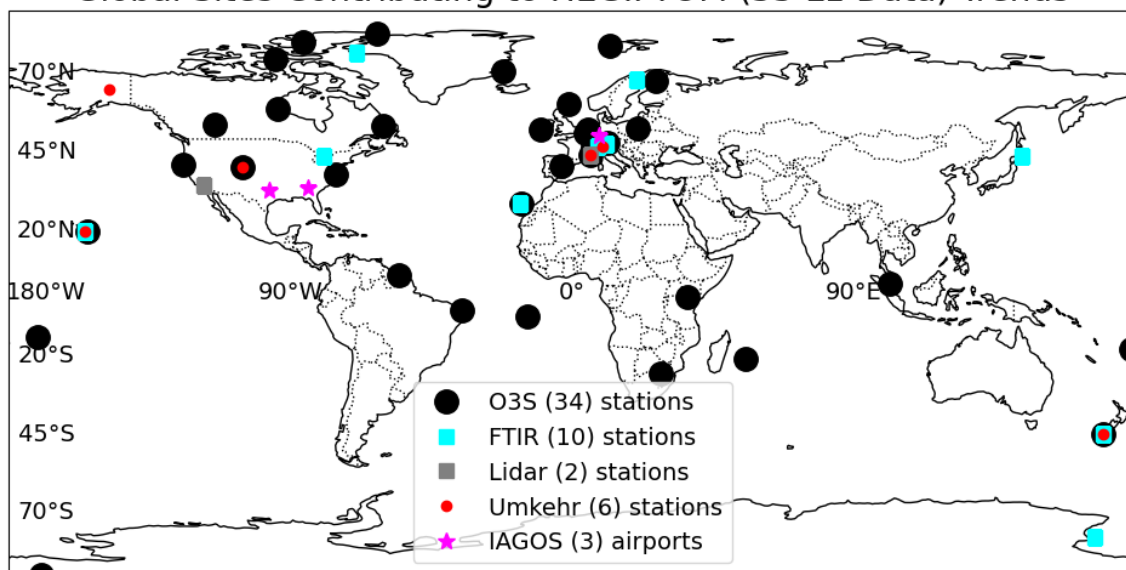 70°N
45°N
20°N
180°W 90°W 0° 90°E
20°S
45°S
70°S
O3S (34) stations
FTIR (10) stations
Lidar (2) stations
Umkehr (6) stations
IAGOS (3) airports